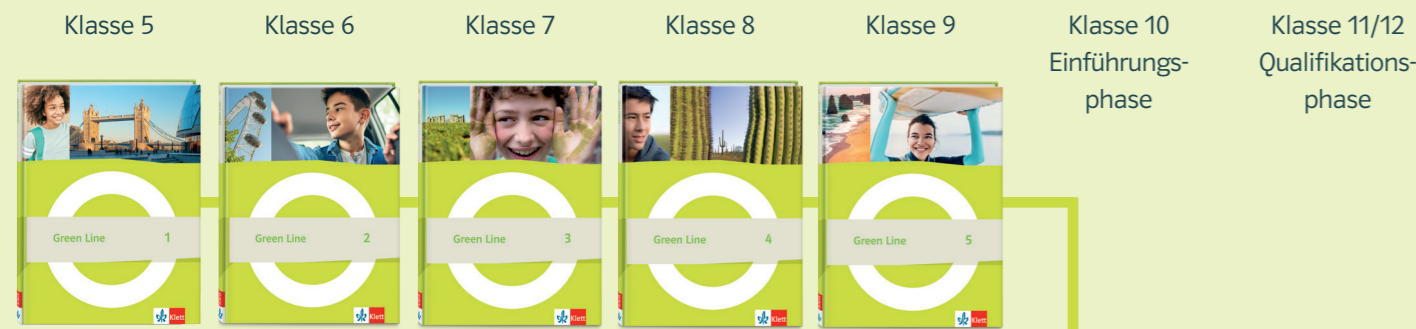 Klasse 5
Klasse 6
Klasse 7
Klasse 8
Klasse 9
Klasse 10
Einführungs-
phase
Klasse 11/12
Qualifikations-
phase
Green Line 1
Klett
Green Line 2
Klett
Green Line 3
Klett
Green Line 4
Klett
Green Line 5
Klett